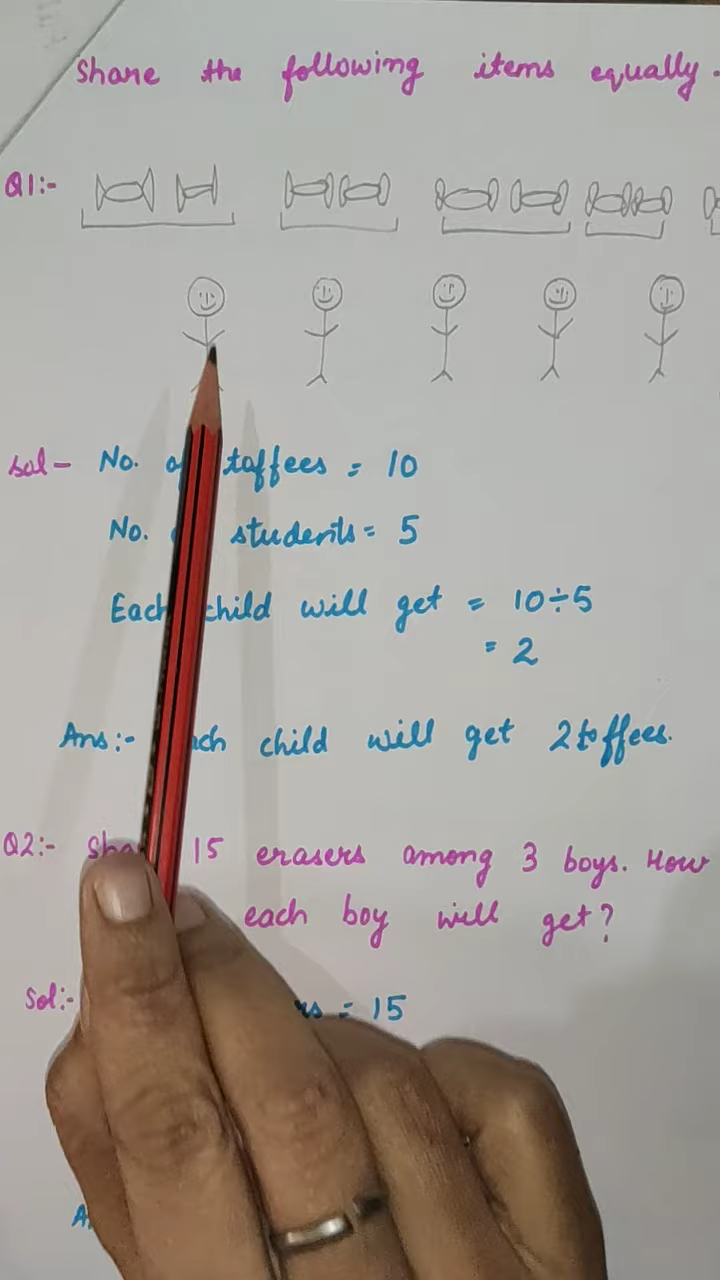 Share the following items equally.
Q1:-
Sol- No. of toffees = 10
No. students = 5
Each child will get = 10÷5
= 2
Ans:- child will get 2 toffees.
Q2:- 15 erasers among 3 boys. How
each boy will get?
Sol:- = 15